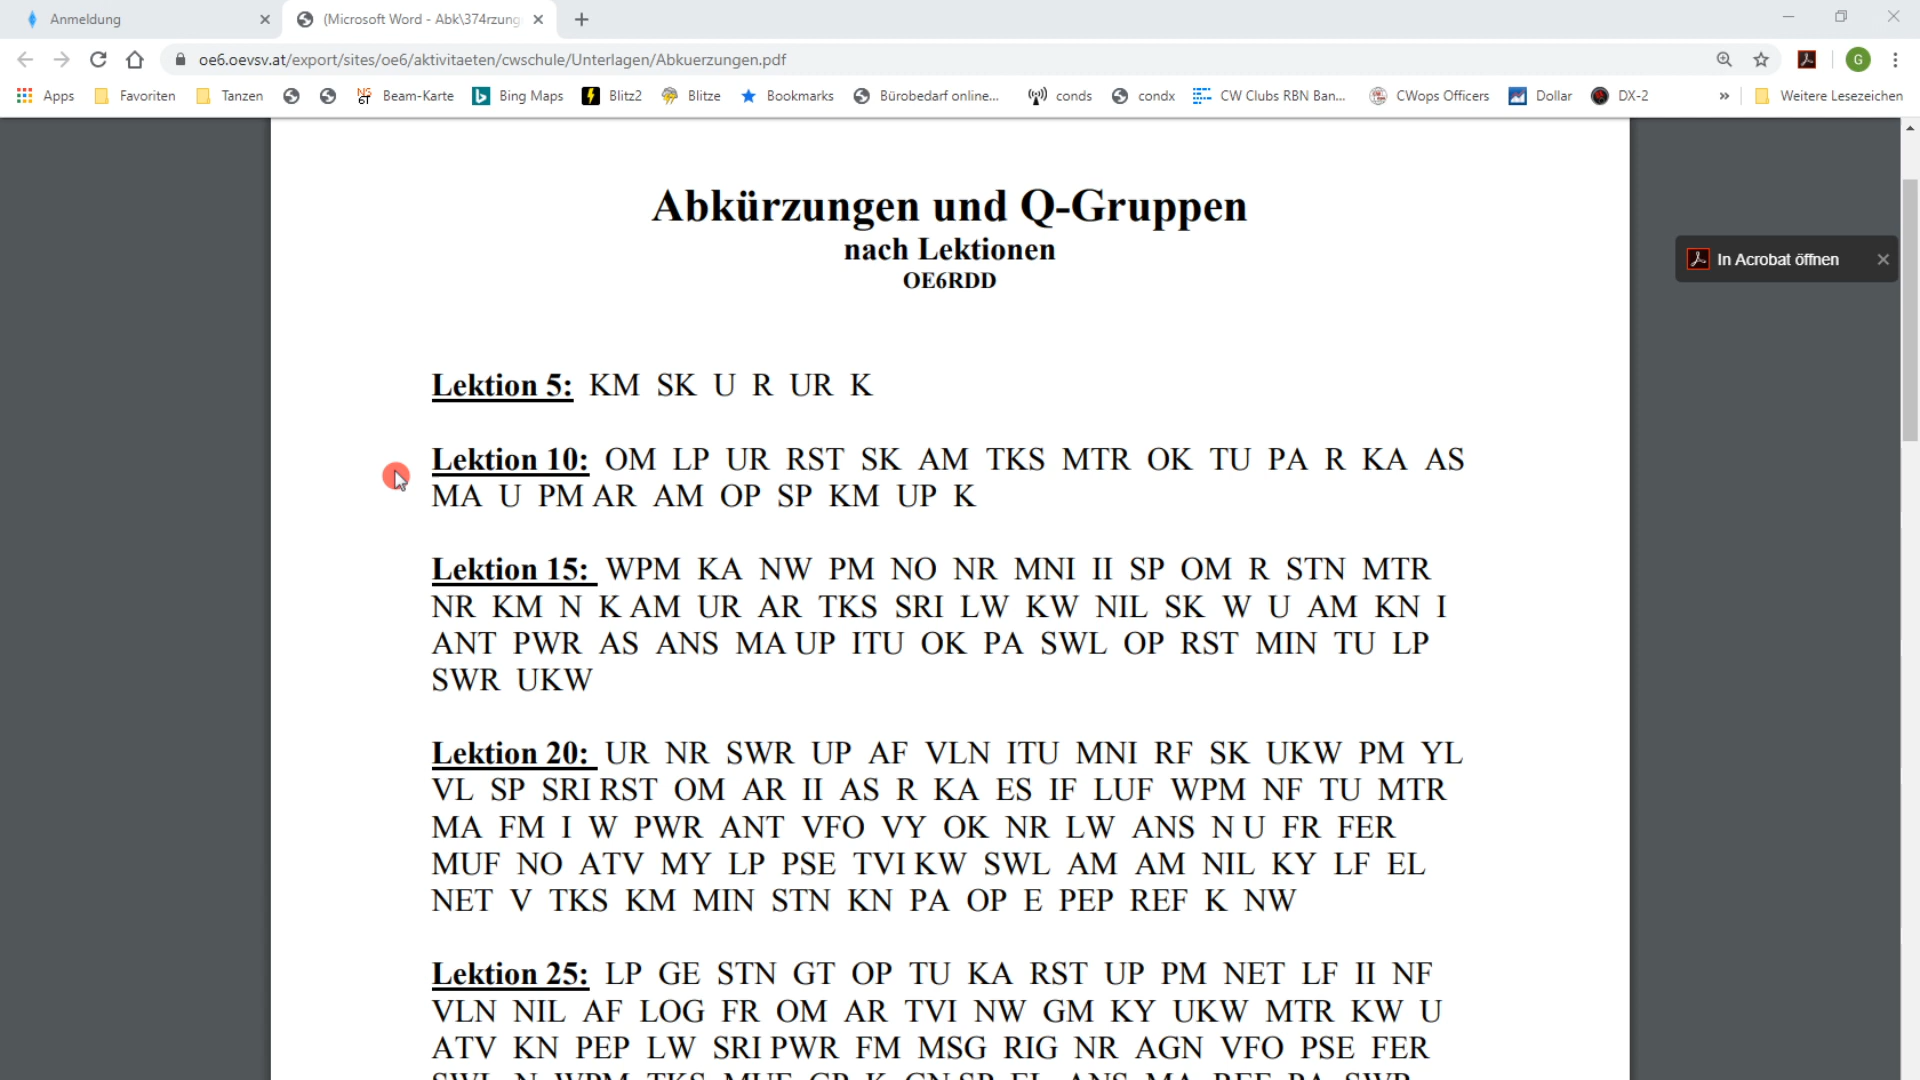 Anmeldung
(Microsoft Word - Abk\374rzung
oe6.oevsv.at/export/sites/oe6/aktivitaeten/cwschule/Unterlagen/Abkuerzungen.pdf
G
Apps Favoriten Tanzen NS 6T Beam-Karte Bing Maps Blitz2 Blitze Bookmarks Bürobedarf online... conds condx CW Clubs RBN Ban... CWops Officers Dollar DX-2 » Weitere Lesezeichen
Abkürzungen und Q-Gruppen
nach Lektionen
OE6RDD
In Acrobat öffnen
Lektion 5: KM SK U R UR K
Lektion 10: OM LP UR RST SK AM TKS MTR OK TU PA R KA AS
MA U PM AR AM OP SP KM UP K
Lektion 15: WPM KA NW PM NO NR MNI II SP OM R STN MTR
NR KM N K AM UR AR TKS SRI LW KW NIL SK W U AM KN I
ANT PWR AS ANS MA UP ITU OK PA SWL OP RST MIN TU LP
SWR UKW
Lektion 20: UR NR SWR UP AF VLN ITU MNI RF SK UKW PM YL
VL SP SRI RST OM AR II AS R KA ES IF LUF WPM NF TU MTR
MA FM I W PWR ANT VFO VY OK NR LW ANS N U FR FER
MUF NO ATV MY LP PSE TVI KW SWL AM AM NIL KY LF EL
NET V TKS KM MIN STN KN PA OP E PEP REF K NW
Lektion 25: LP GE STN GT OP TU KA RST UP PM NET LF II NF
VLN NIL AF LOG FR OM AR TVI NW GM KY UKW MTR KW U
ATV KN PEP LW SRI PWR FM MSG RIG NR AGN VFO PSE FER